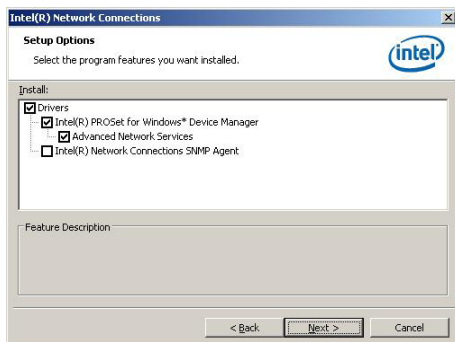 Intel(R) Network Connections
Setup Options
Select the program features you want installed.
intel
Install:
Drivers
Intel(R) PROSet for Windows* Device Manager
Advanced Network Services
Intel(R) Network Connections SNMP Agent
Feature Description
< Back
Next >
Cancel